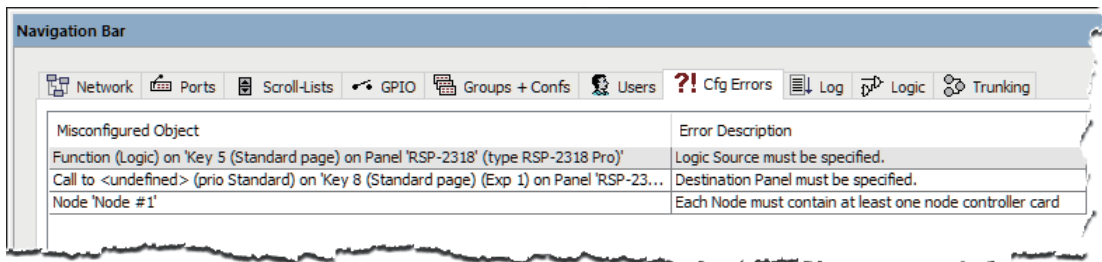 Navigation Bar
Network Ports Scroll-Lists GPIO Groups + Confs Users ?! Cfg Errors Log Logic Trunking
Misconfigured Object Error Description
Function (Logic) on 'Key 5 (Standard page) on Panel 'RSP-2318' (type RSP-2318 Pro)' Logic Source must be specified.
Call to <undefined> (prio Standard) on 'Key 8 (Standard page) (Exp 1) on Panel 'RSP-23... Destination Panel must be specified.
Node 'Node #1' Each Node must contain at least one node controller card